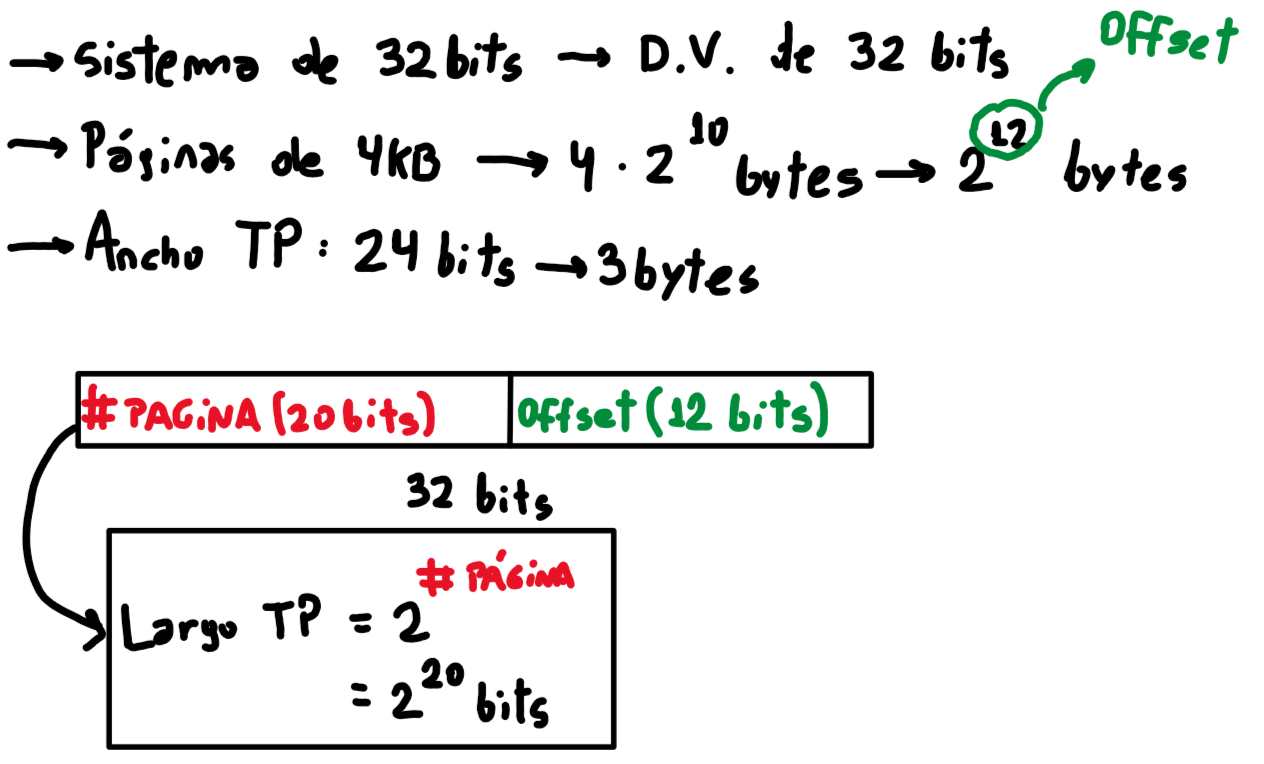 Offset
→ Sistema de 32 bits → D.V. de 32 bits
→ Páginas de 4KB → 4 · 2^10 bytes → 2^12 bytes
→ Ancho TP: 24 bits → 3 bytes
# PAGINA (20 bits) Offset (12 bits)
32 bits
Largo TP = 2^# PÁGINA
= 2^20 bits